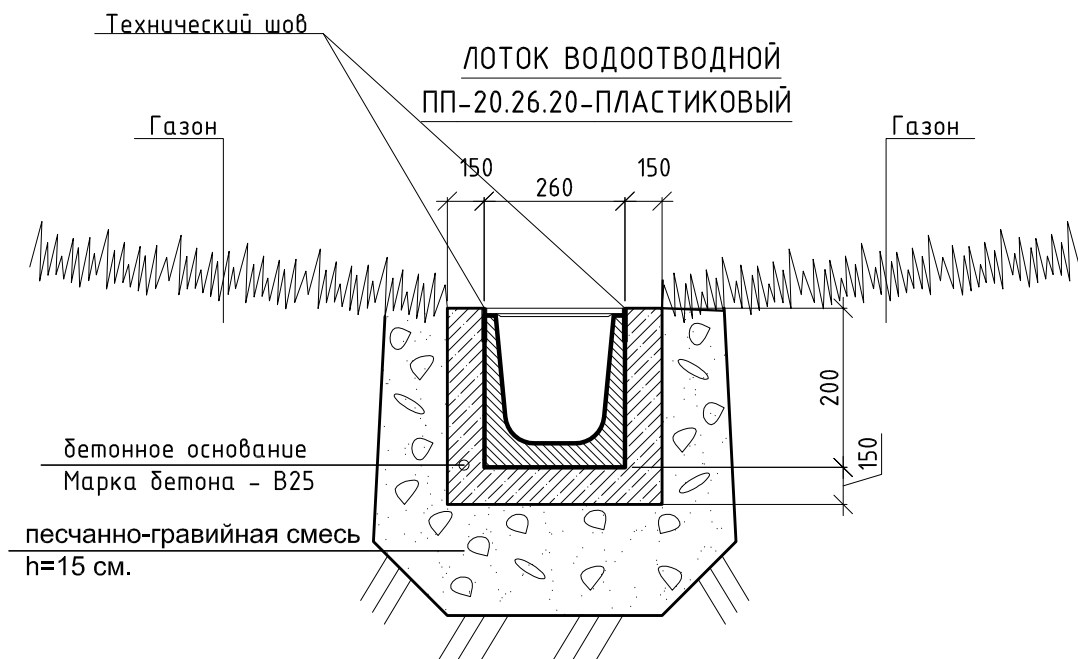 Технический шов
ЛОТОК ВОДООТВОДНОЙ
ПП-20.26.20-ПЛАСТИКОВЫЙ
Газон
Газон
150
260
150
200
150
бетонное основание
Марка бетона - В25
песчанно-гравийная смесь
h=15 см.